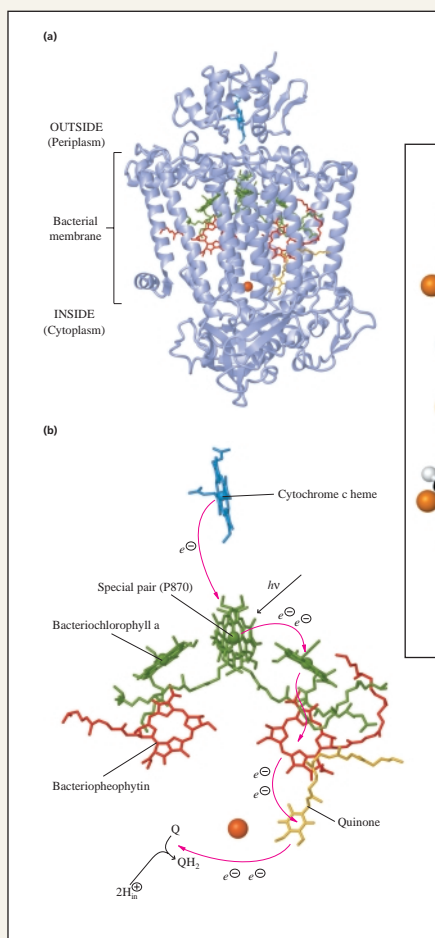 (a)
OUTSIDE
(Periplasm)
Bacterial
membrane
INSIDE
(Cytoplasm)
(b)
Cytochrome c heme
e⊖
hν
Special pair (P870)
e⊖ e⊖
Bacteriochlorophyll a
e⊖
e⊖
Bacteriopheophytin
Quinone
Q
QH₂
2H⊕in
e⊖ e⊖